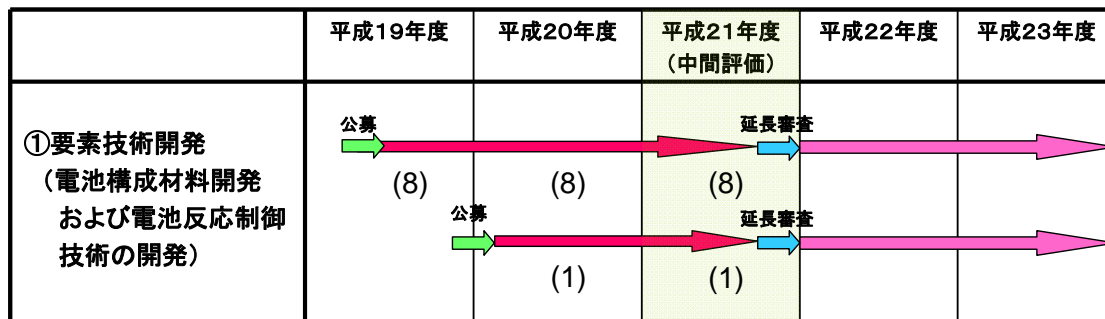 平成19年度 平成20年度 平成21年度 平成22年度 平成23年度
（中間評価）
①要素技術開発
（電池構成材料開発
および電池反応制御
技術の開発）
公募 延長審査
(8) (8) (8)
公募 延長審査
(1) (1)